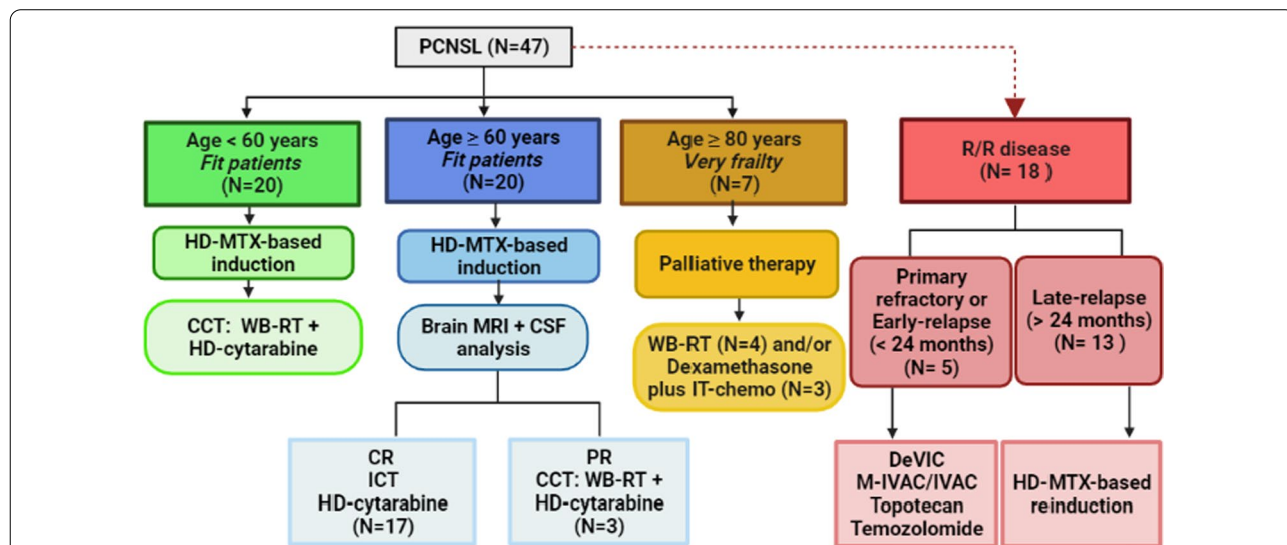 PCNSL (N=47)
Age < 60 years
Fit patients
(N=20)
HD-MTX-based
induction
CCT: WB-RT +
HD-cytarabine
Age ≥ 60 years
Fit patients
(N=20)
HD-MTX-based
induction
Brain MRI + CSF
analysis
CR
ICT
HD-cytarabine
(N=17)
PR
CCT: WB-RT +
HD-cytarabine
(N=3)
Age ≥ 80 years
Very frailty
(N=7)
Palliative therapy
WB-RT (N=4) and/or
Dexamethasone
plus IT-chemo (N=3)
R/R disease
(N= 18 )
Primary
refractory or
Early-relapse
(< 24 months)
(N= 5)
DeVIC
M-IVAC/IVAC
Topotecan
Temozolomide
Late-relapse
(> 24 months)
(N= 13 )
HD-MTX-based
reinduction